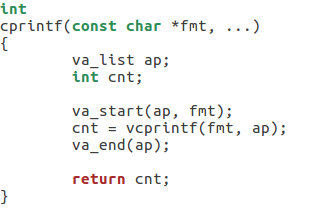 int
cprintf(const char *fmt, ...)
{
        va_list ap;
        int cnt;

        va_start(ap, fmt);
        cnt = vcprintf(fmt, ap);
        va_end(ap);

        return cnt;
}